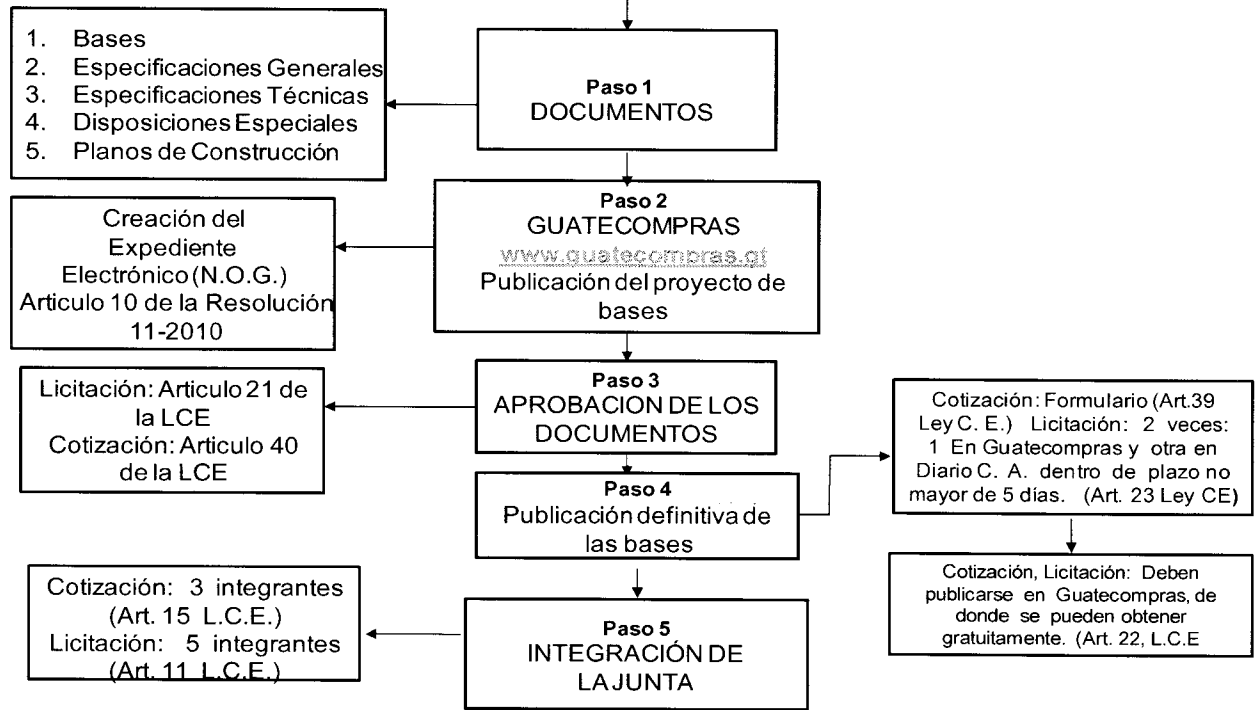 1. Bases
2. Especificaciones Generales
3. Especificaciones Técnicas
4. Disposiciones Especiales
5. Planos de Construcción
Paso 1
DOCUMENTOS
Creación del
Expediente
Electrónico (N.O.G.)
Articulo 10 de la Resolución
11-2010
Paso 2
GUATECOMPRAS
www.guatecompras.gt
Publicación del proyecto de
bases
Licitación: Articulo 21 de
la LCE
Cotización: Articulo 40
de la LCE
Paso 3
APROBACION DE LOS
DOCUMENTOS
Paso 4
Publicación definitiva de
las bases
Cotización: Formulario (Art.39
Ley C. E.) Licitación: 2 veces:
1 En Guatecompras y otra en
Diario C. A. dentro de plazo no
mayor de 5 días. (Art. 23 Ley CE)
Cotización, Licitación: Deben
publicarse en Guatecompras, de
donde se pueden obtener
gratuitamente. (Art. 22, L.C.E
Cotización: 3 integrantes
(Art. 15 L.C.E.)
Licitación: 5 integrantes
(Art. 11 L.C.E.)
Paso 5
INTEGRACIÓN DE
LA JUNTA